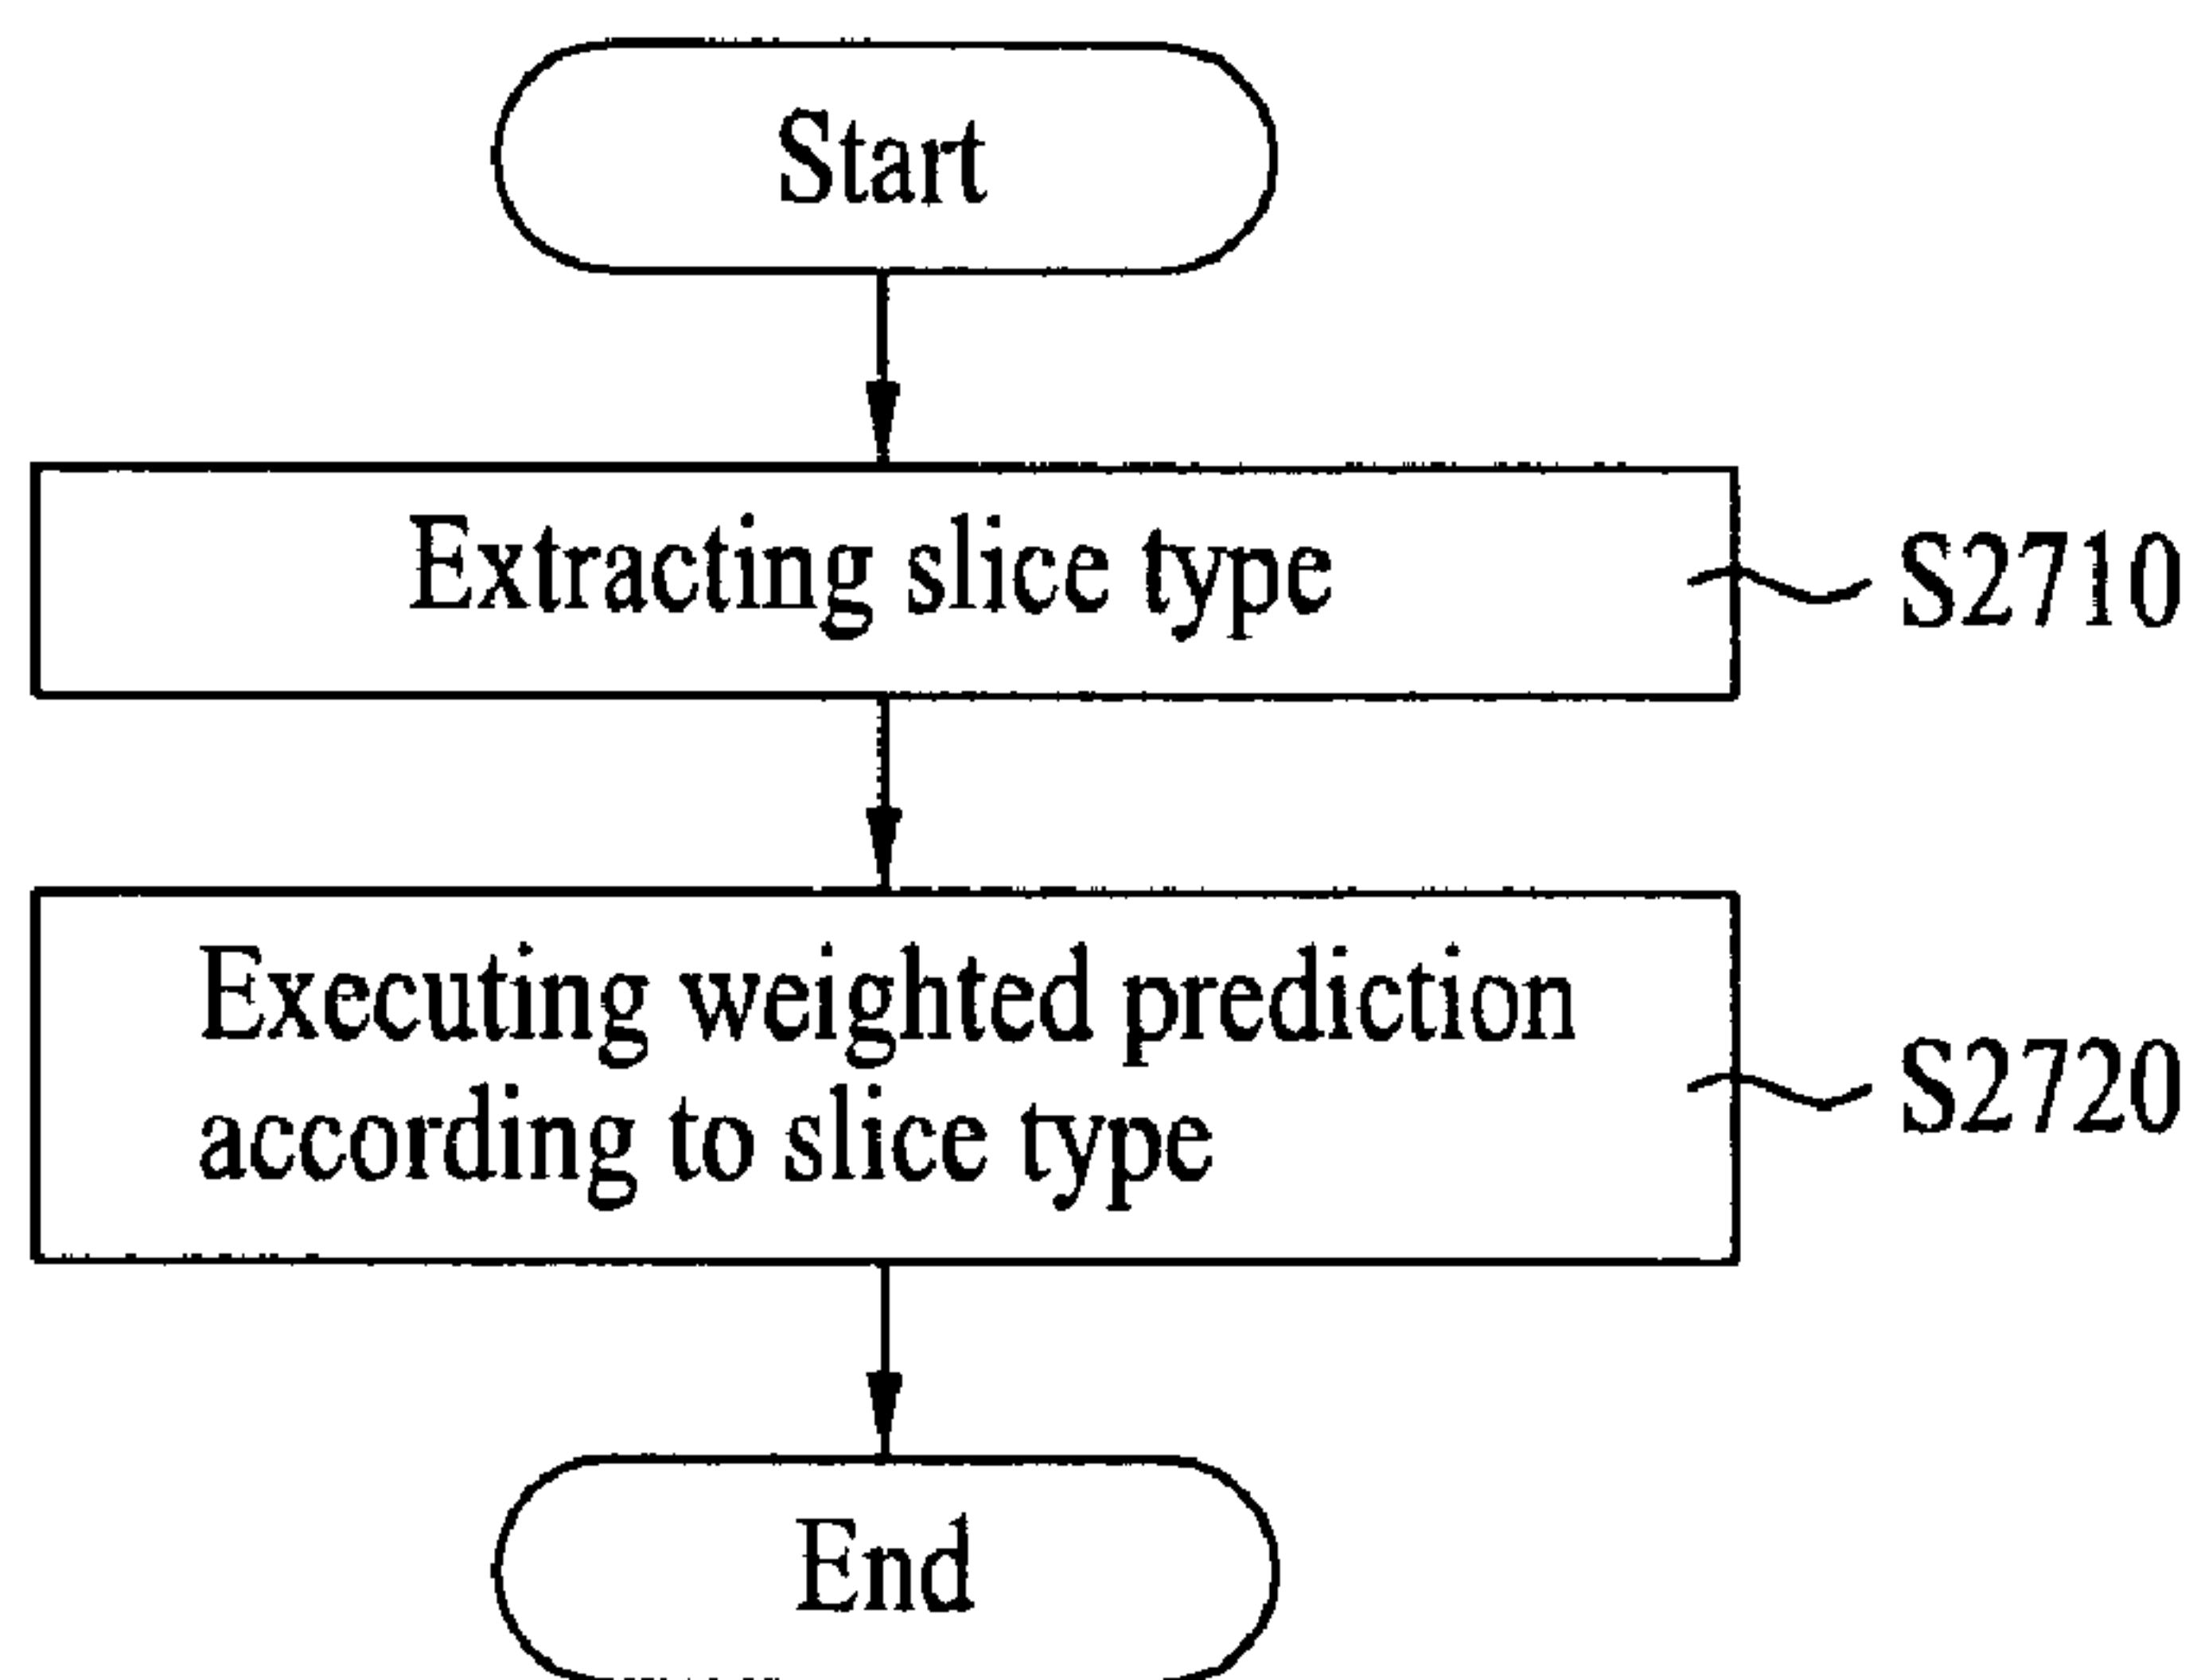 Start
Extracting slice type
S2710
Executing weighted prediction
according to slice type
S2720
End